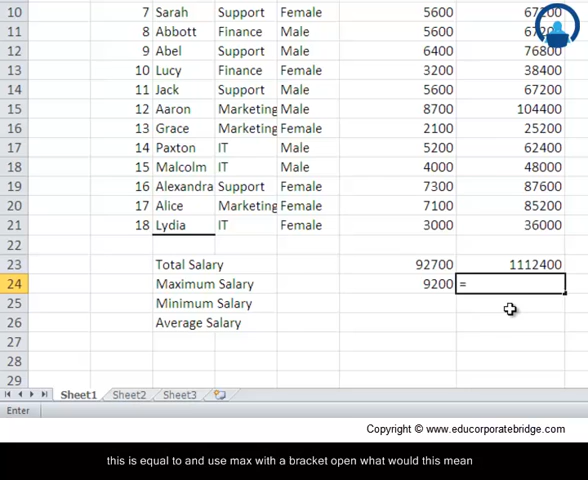 10 7 Sarah Support Female 5600 67200
11 8 Abbott Finance Male 5600
12 9 Abel Support Male 6400 76800
13 10 Lucy Finance Female 3200 38400
14 11 Jack Support Male 5600 67200
15 12 Aaron Marketing Male 8700 104400
16 13 Grace Marketing Female 2100 25200
17 14 Paxton IT Male 5200 62400
18 15 Malcolm IT Male 4000 48000
19 16 Alexandra Support Female 7300 87600
20 17 Alice Marketing Female 7100 85200
21 18 Lydia IT Female 3000 36000
22
23 Total Salary 92700 1112400
24 Maximum Salary 9200 =
25 Minimum Salary
26 Average Salary
27
28
29
Sheet1 Sheet2 Sheet3
Enter
Copyright © www.educorporatebridge.com
this is equal to and use max with a bracket open what would this mean